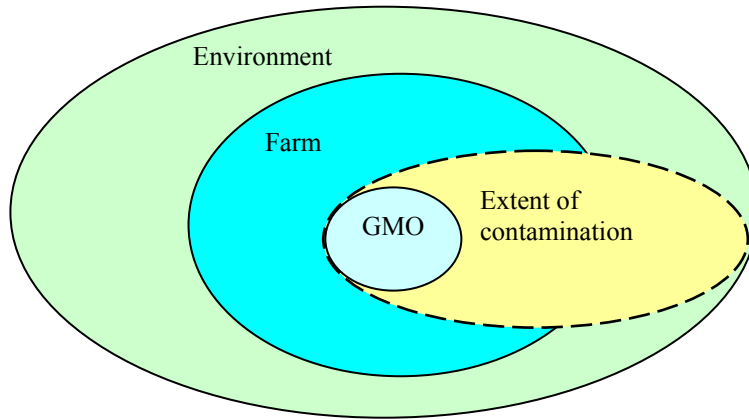 Environment
Farm
Extent of
contamination
GMO